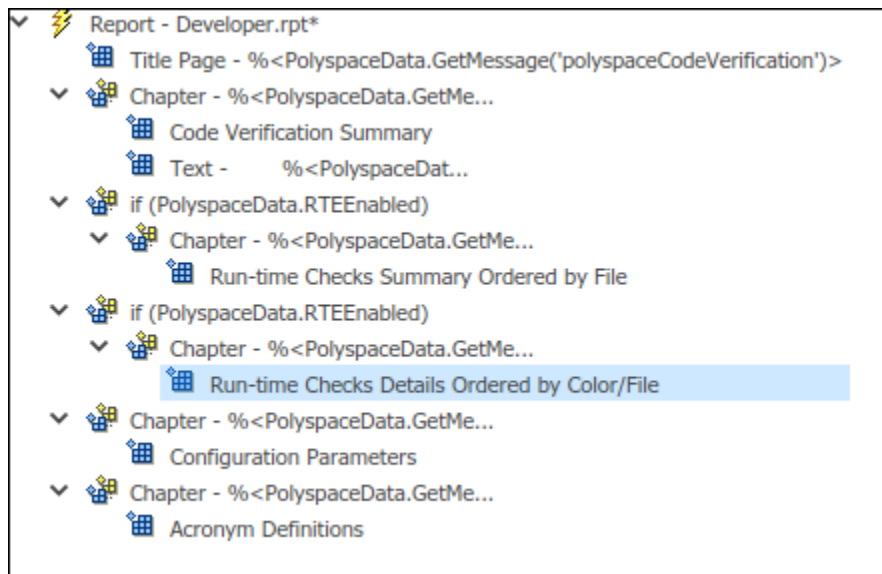 Report - Developer.rpt*
Title Page - %<PolyspaceData.GetMessage('polyspaceCodeVerification')>
Chapter - %<PolyspaceData.GetMe...
Code Verification Summary
Text - %<PolyspaceDat...
if (PolyspaceData.RTEEnabled)
Chapter - %<PolyspaceData.GetMe...
Run-time Checks Summary Ordered by File
if (PolyspaceData.RTEEnabled)
Chapter - %<PolyspaceData.GetMe...
Run-time Checks Details Ordered by Color/File
Chapter - %<PolyspaceData.GetMe...
Configuration Parameters
Chapter - %<PolyspaceData.GetMe...
Acronym Definitions